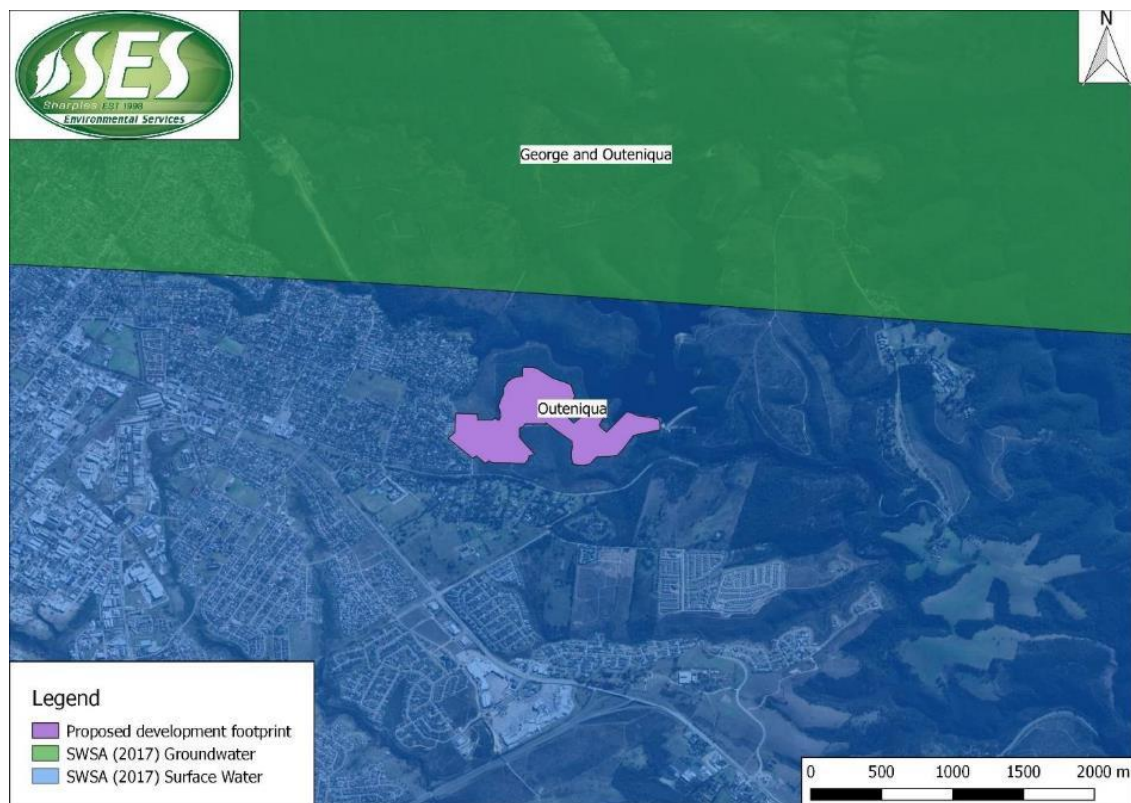 SES
Sharples EST 1998
Environmental Services
N
George and Outeniqua
Outeniqua
Legend
Proposed development footprint
SWSA (2017) Groundwater
SWSA (2017) Surface Water
0 500 1000 1500 2000 m